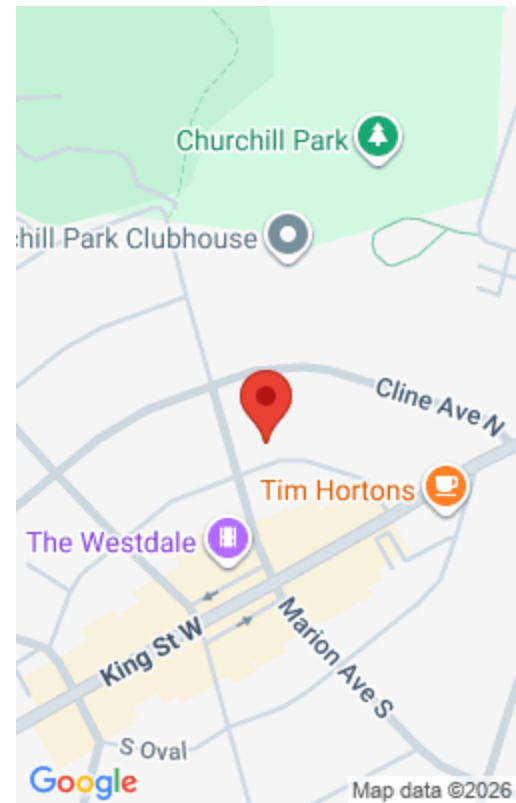 Churchill Park
hill Park Clubhouse
Cline Ave N
Tim Hortons
The Westdale
King St W
Marion Ave S
S Oval
Google
Map data ©2026